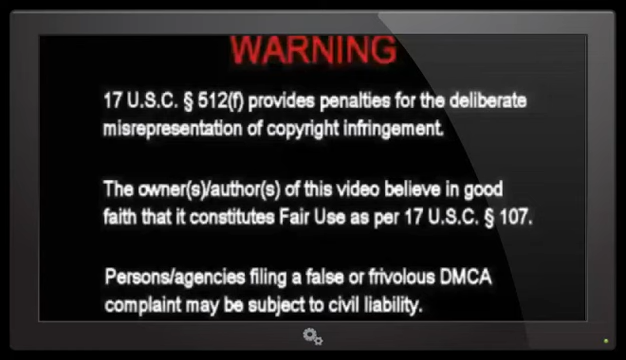 WARNING
17 U.S.C. § 512(f) provides penalties for the deliberate
misrepresentation of copyright infringement.
The owner(s)/author(s) of this video believe in good
faith that it constitutes Fair Use as per 17 U.S.C. § 107.
Persons/agencies filing a false or frivolous DMCA
complaint may be subject to civil liability.